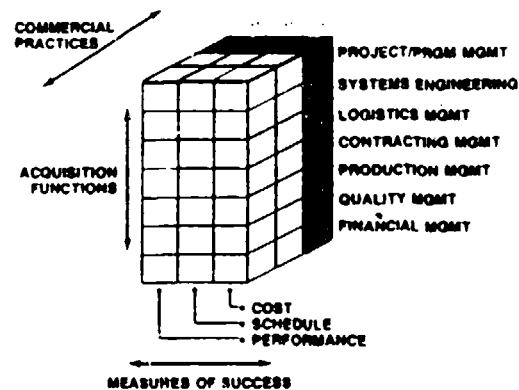 COMMERCIAL
PRACTICES
PROJECT/PRGM MGMT
SYSTEMS ENGINEERING
LOGISTICS MGMT
CONTRACTING MGMT
PRODUCTION MGMT
QUALITY MGMT
FINANCIAL MGMT
ACQUISITION
FUNCTIONS
COST
SCHEDULE
PERFORMANCE
MEASURES OF SUCCESS